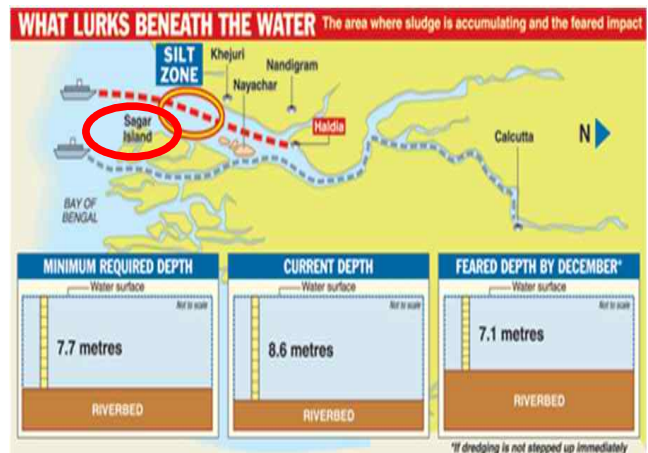 WHAT LURKS BENEATH THE WATER The area where sludge is accumulating and the feared impact
SILT
ZONE
Khejuri
Nandigram
Nayachar
Sagar
Island
Haldia
Calcutta
N
BAY OF
BENGAL
MINIMUM REQUIRED DEPTH
Water surface
Not to scale
7.7 metres
RIVERBED
CURRENT DEPTH
Water surface
Not to scale
8.6 metres
RIVERBED
FEARED DEPTH BY DECEMBER*
Water surface
Not to scale
7.1 metres
RIVERBED
*If dredging is not stepped up immediately